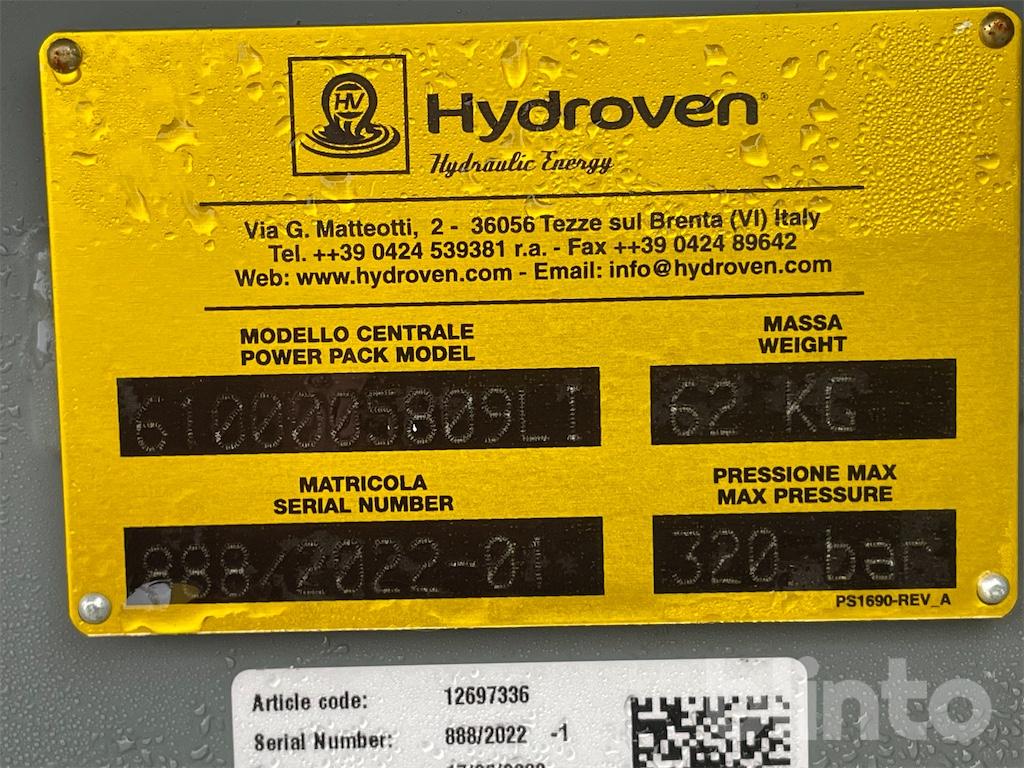 HV
Hydroven®
Hydraulic Energy
Via G. Matteotti, 2 - 36056 Tezze sul Brenta (VI) Italy
Tel. ++39 0424 539381 r.a. - Fax ++39 0424 89642
Web: www.hydroven.com - Email: info@hydroven.com
MODELLO CENTRALE
POWER PACK MODEL
6100005809LI
MASSA
WEIGHT
62 KG
MATRICOLA
SERIAL NUMBER
888/2022-01
PRESSIONE MAX
MAX PRESSURE
320 bar
PS1690-REV_A
Article code: 12697336
Serial Number: 888/2022 -1
klinto